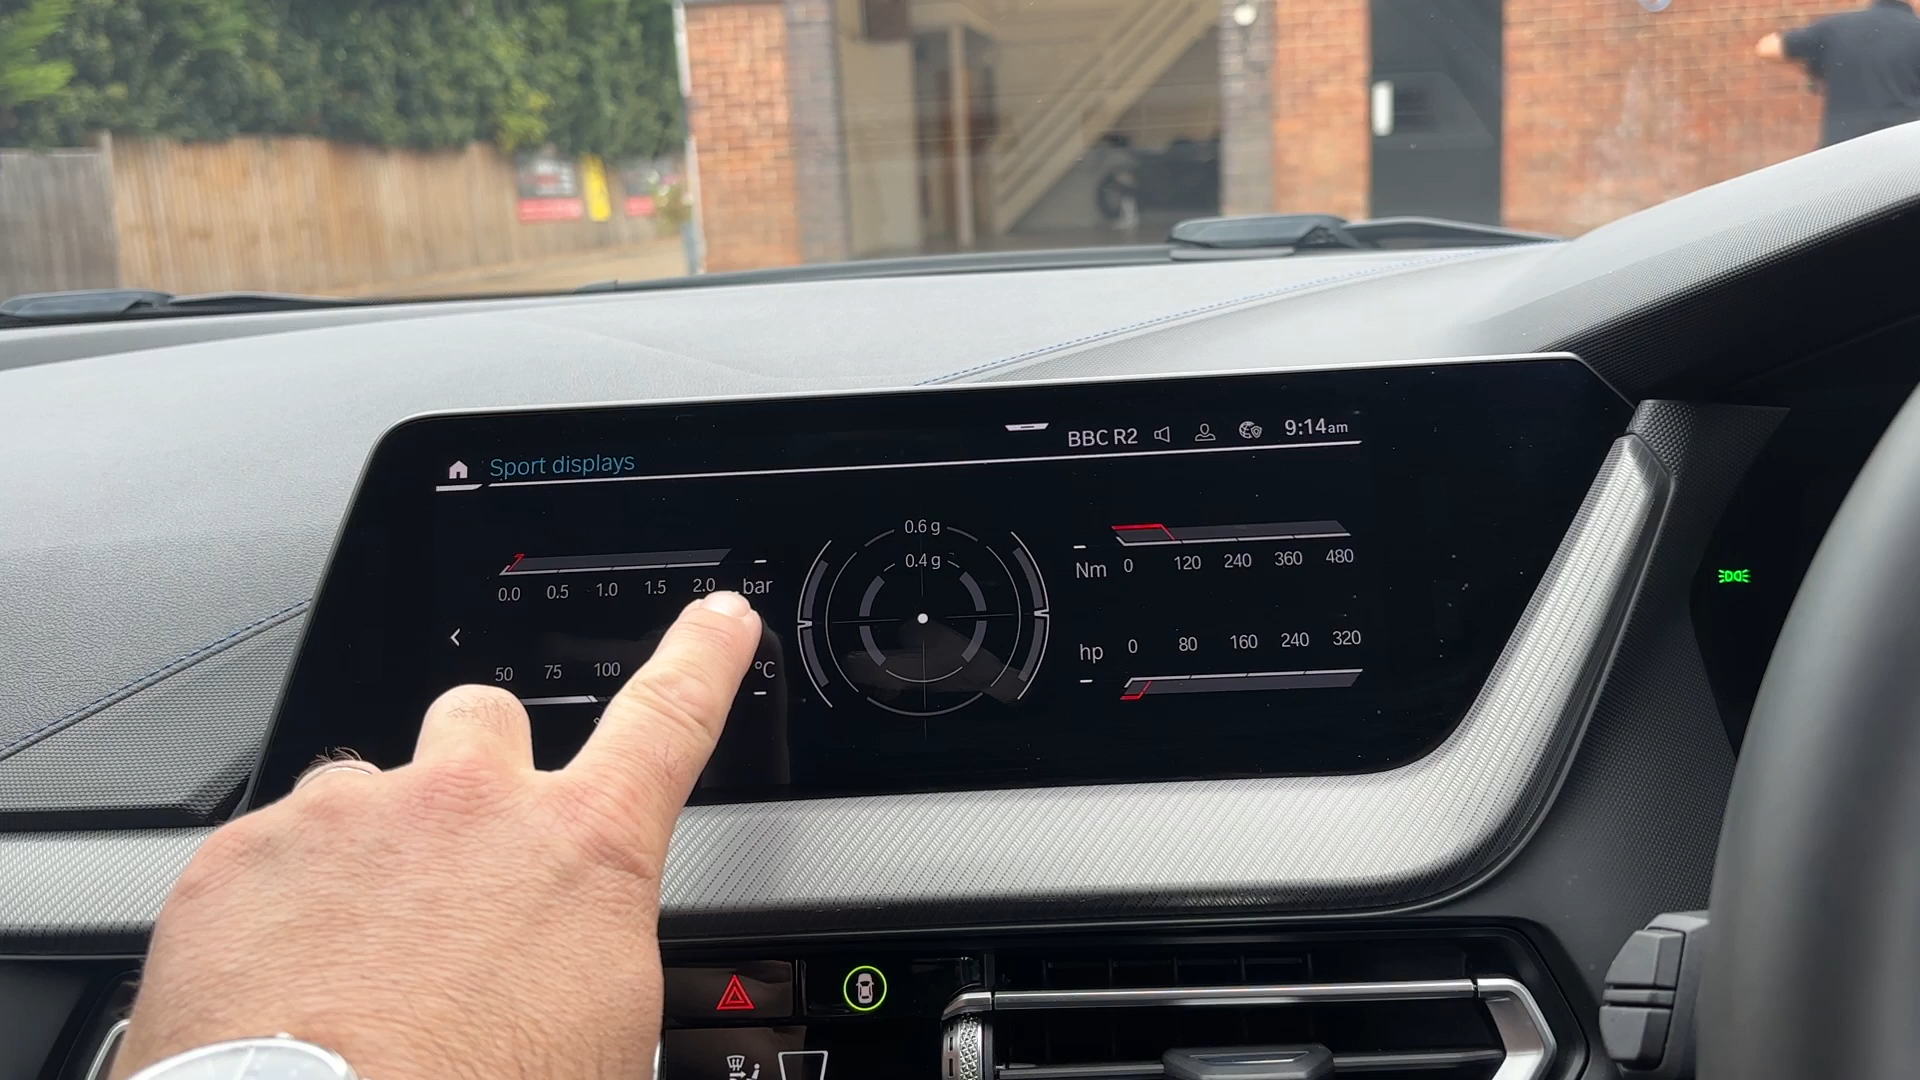 BBC R2 9:14am
Sport displays
0.6 g
0.4 g
0.0 0.5 1.0 1.5 2.0 bar
Nm 0 120 240 360 480
50 75 100 °C
hp 0 80 160 240 320